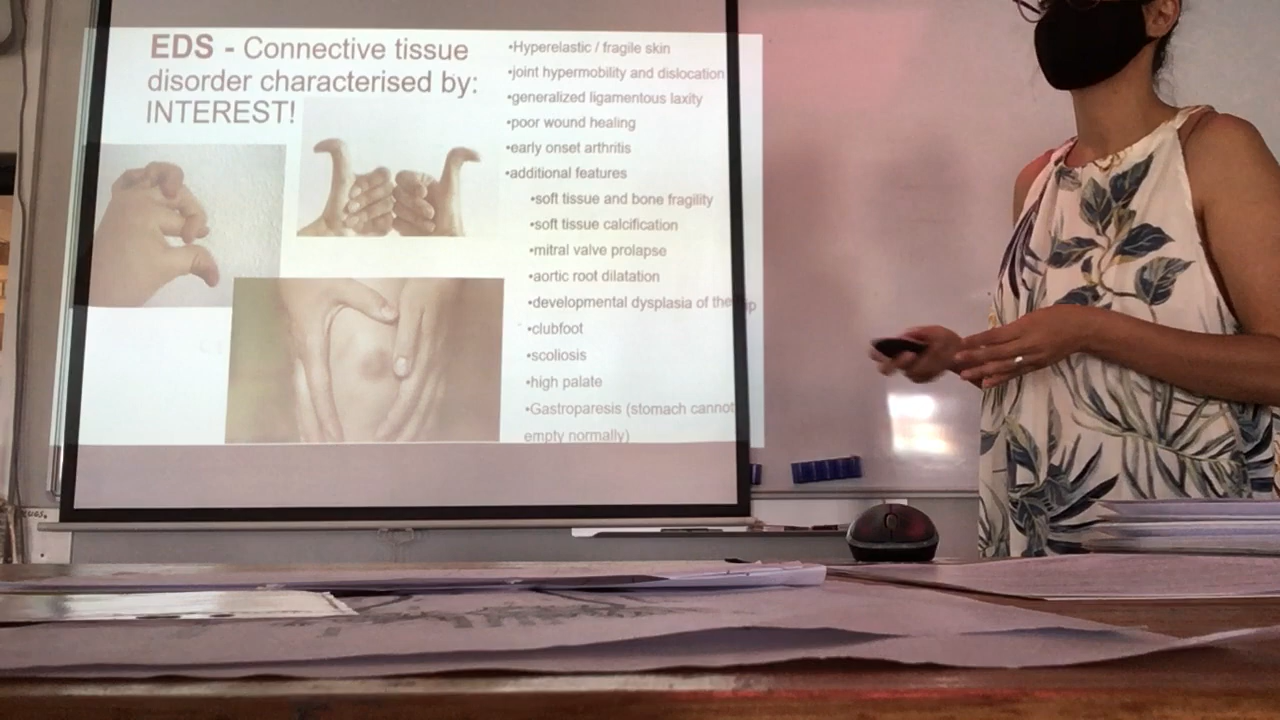 EDS - Connective tissue
disorder characterised by:
INTEREST!
•Hyperelastic / fragile skin
•joint hypermobility and dislocation
•generalized ligamentous laxity
•poor wound healing
•early onset arthritis
•additional features
•soft tissue and bone fragility
•soft tissue calcification
•mitral valve prolapse
•aortic root dilatation
•developmental dysplasia of the hip
•clubfoot
•scoliosis
•high palate
•Gastroparesis (stomach cannot
empty normally)